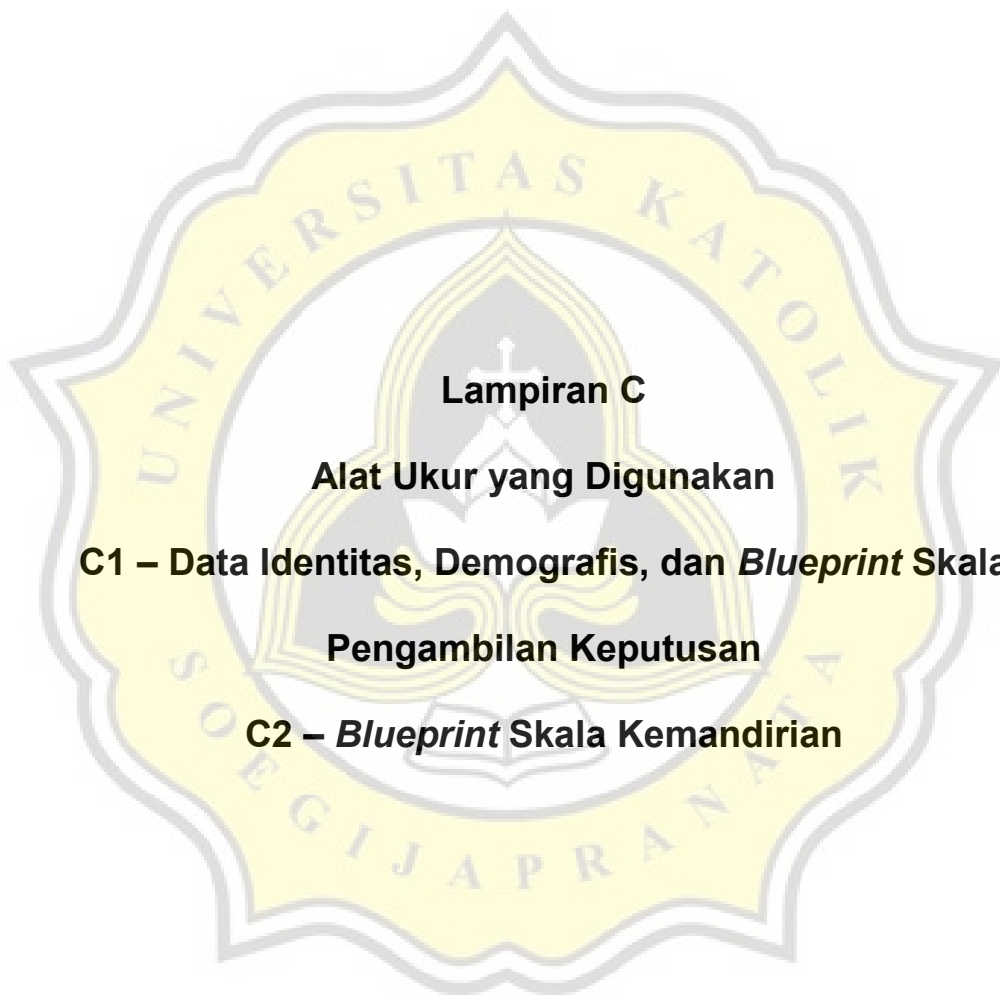 UNIVERSITAS KATOLIK
Lampiran C
Alat Ukur yang Digunakan
C1 – Data Identitas, Demografis, dan Blueprint Skala
Pengambilan Keputusan
C2 – Blueprint Skala Kemandirian
SOEGIJAPRANATA